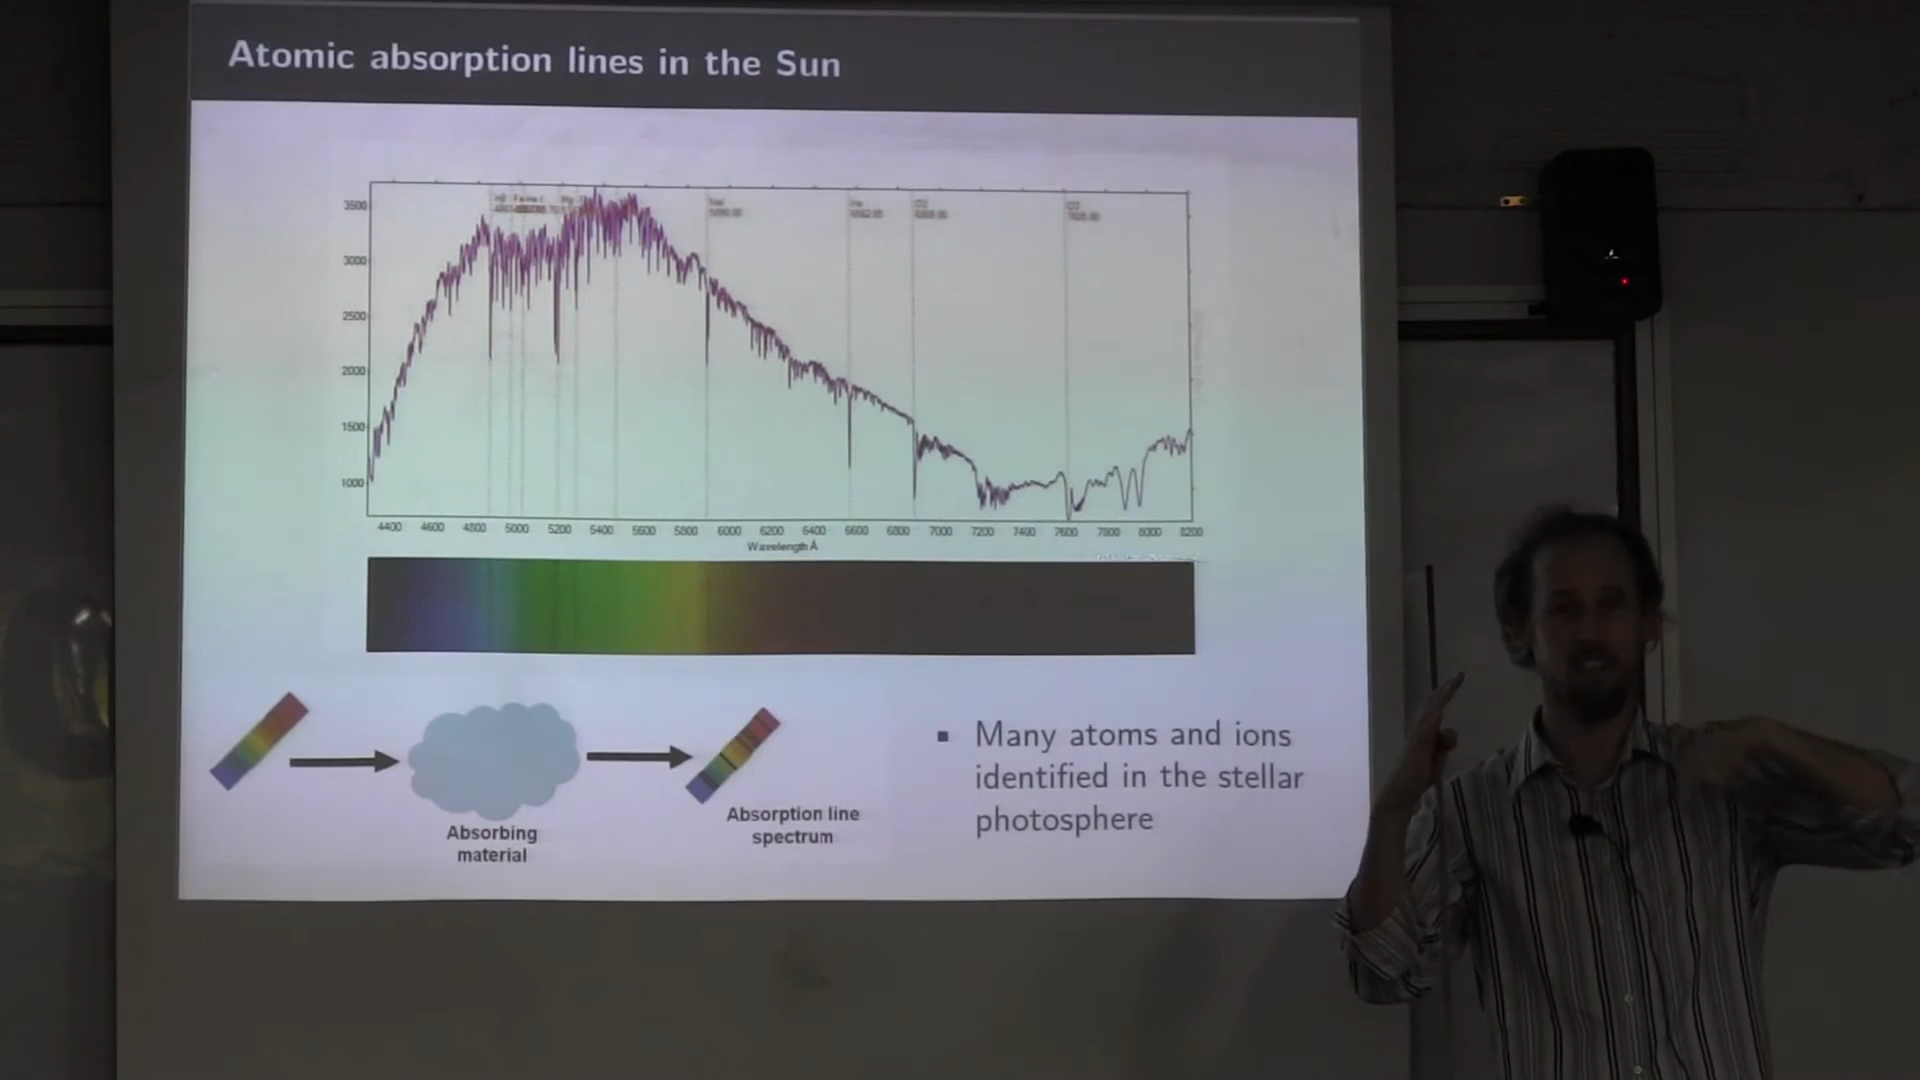 Atomic absorption lines in the Sun
3500
3000
2500
2000
1500
1000
4400 4600 4800 5000 5200 5400 5600 5800 6000 6200 6400 6600 6800 7000 7200 7400 7600 7800 8000 8200
Wavelength Å
Absorbing
material
Absorption line
spectrum
Many atoms and ions
identified in the stellar
photosphere